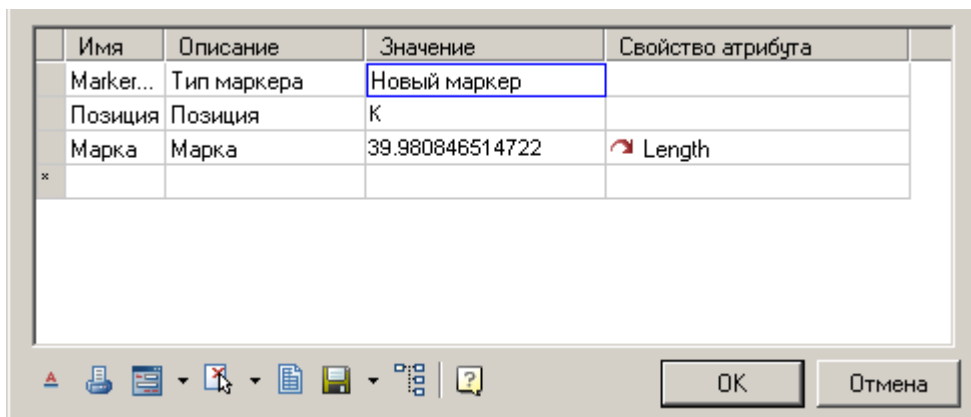 Имя Описание Значение Свойство атрибута
Marker... Тип маркера Новый маркер
Позиция Позиция К
Марка Марка 39.980846514722 Length
OK Отмена